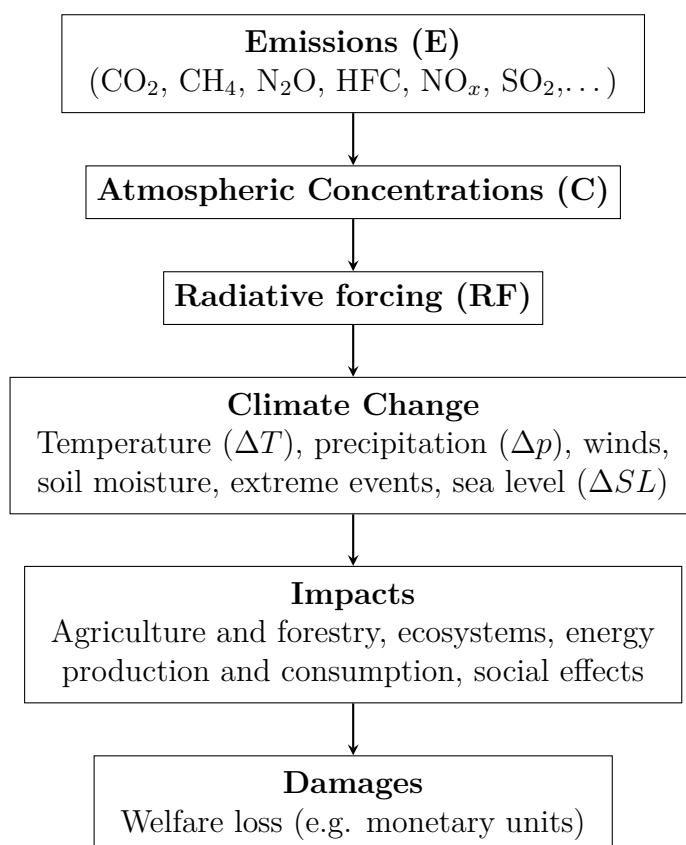 Emissions (E)
(CO₂, CH₄, N₂O, HFC, NOₓ, SO₂,...)
Atmospheric Concentrations (C)
Radiative forcing (RF)
Climate Change
Temperature (ΔT), precipitation (Δp), winds,
soil moisture, extreme events, sea level (ΔSL)
Impacts
Agriculture and forestry, ecosystems, energy
production and consumption, social effects
Damages
Welfare loss (e.g. monetary units)